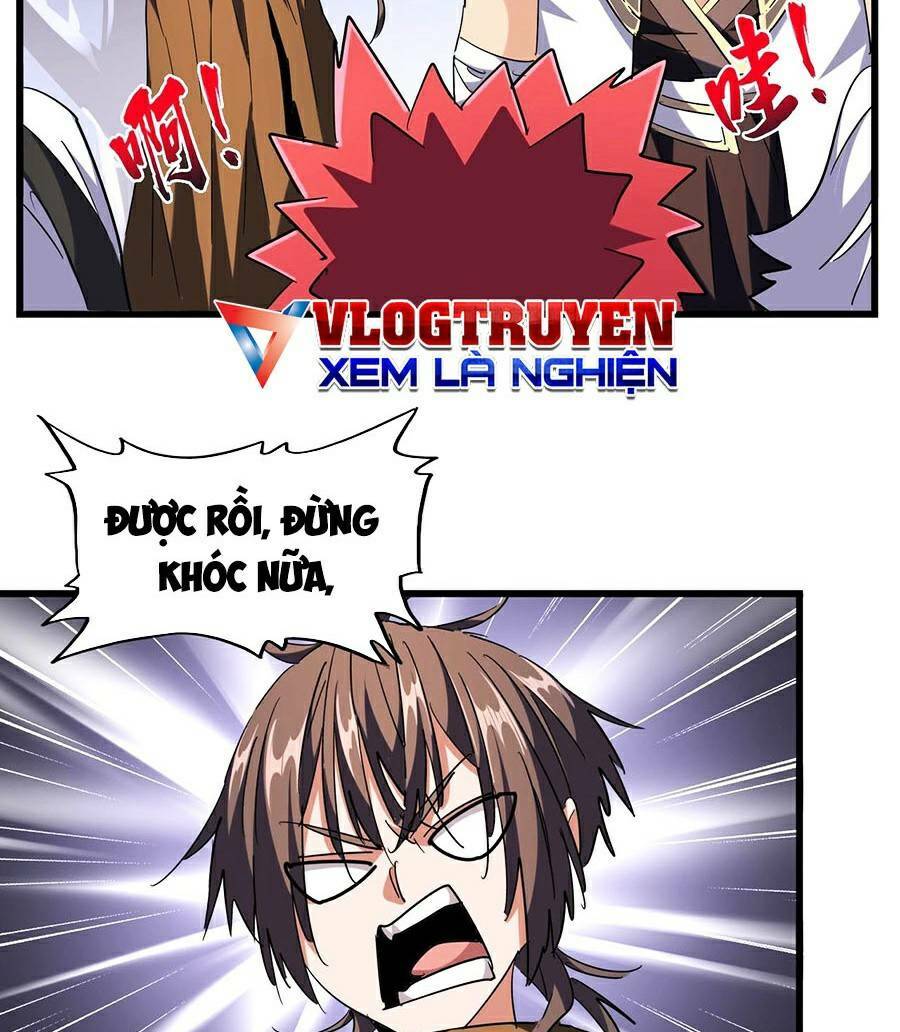 啊!
哇!
VLOGTRUYEN
XEM LÀ NGHIỆN
ĐƯỢC RỒI, ĐỪNG
KHÓC NỮA,